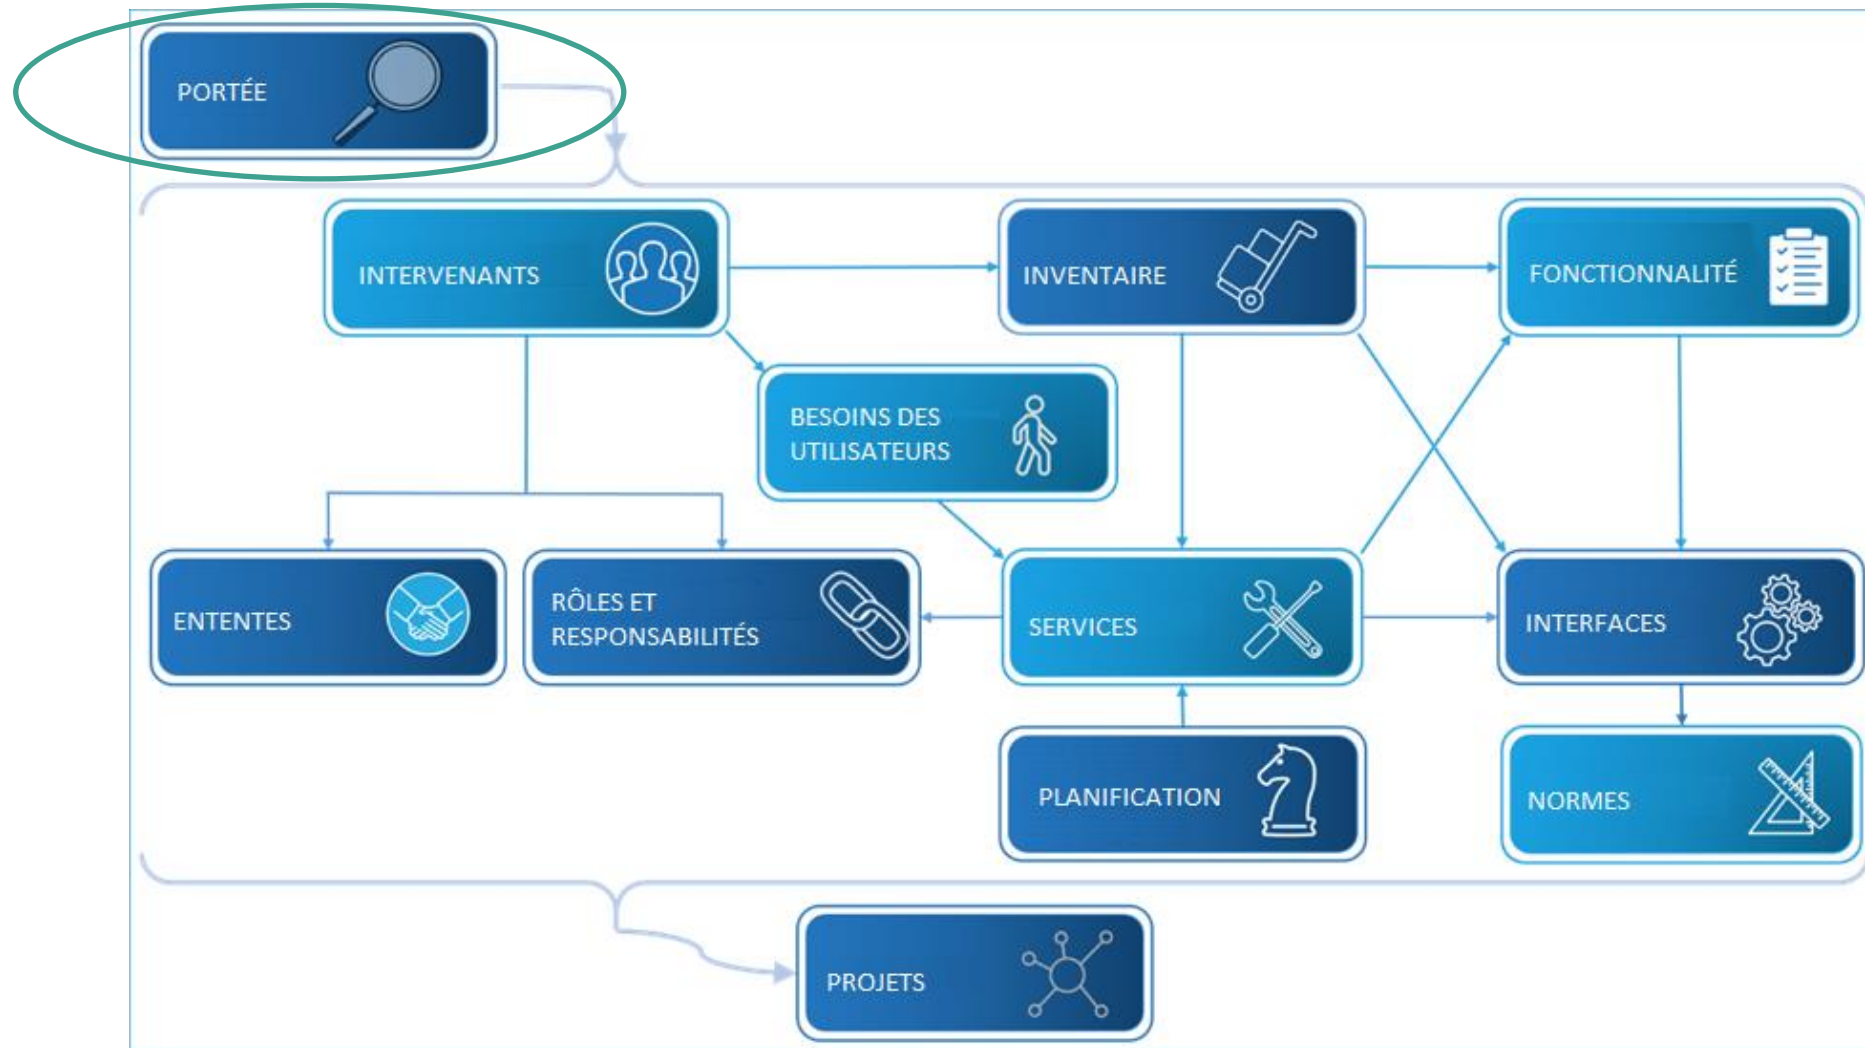 PORTÉE
INTERVENANTS
INVENTAIRE
FONCTIONNALITÉ
BESOINS DES
UTILISATEURS
ENTENTES
RÔLES ET
RESPONSABILITÉS
SERVICES
INTERFACES
PLANIFICATION
NORMES
PROJETS